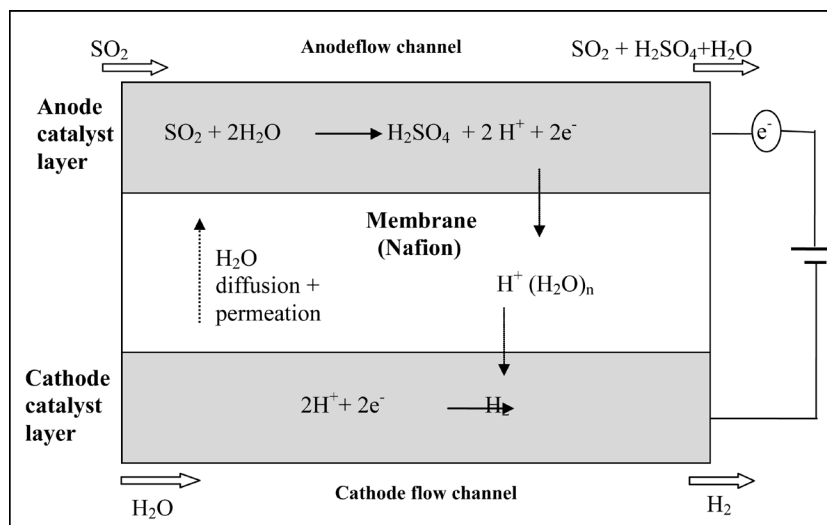 SO₂
Anodeflow channel
SO₂ + H₂SO₄+H₂O
Anode
catalyst
layer
SO₂ + 2H₂O → H₂SO₄ + 2 H⁺ + 2e⁻
e⁻
Membrane
(Nafion)
H₂O
diffusion +
permeation
H⁺ (H₂O)ₙ
Cathode
catalyst
layer
2H⁺+ 2e⁻ → H₂
H₂O
Cathode flow channel
H₂